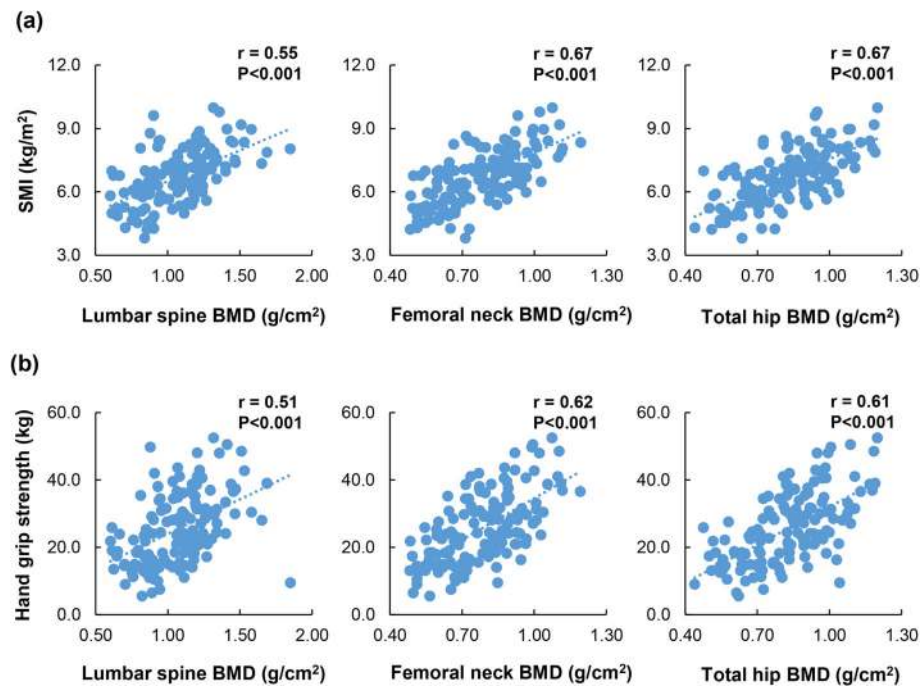 (a)
r = 0.55
P<0.001
r = 0.67
P<0.001
r = 0.67
P<0.001
SMI (kg/m²)
12.0
9.0
6.0
3.0
0.50 1.00 1.50 2.00
0.40 0.70 1.00 1.30
0.40 0.70 1.00 1.30
Lumbar spine BMD (g/cm²)
Femoral neck BMD (g/cm²)
Total hip BMD (g/cm²)
(b)
r = 0.51
P<0.001
r = 0.62
P<0.001
r = 0.61
P<0.001
Hand grip strength (kg)
60.0
40.0
20.0
0.0
0.50 1.00 1.50 2.00
0.40 0.70 1.00 1.30
0.40 0.70 1.00 1.30
Lumbar spine BMD (g/cm²)
Femoral neck BMD (g/cm²)
Total hip BMD (g/cm²)